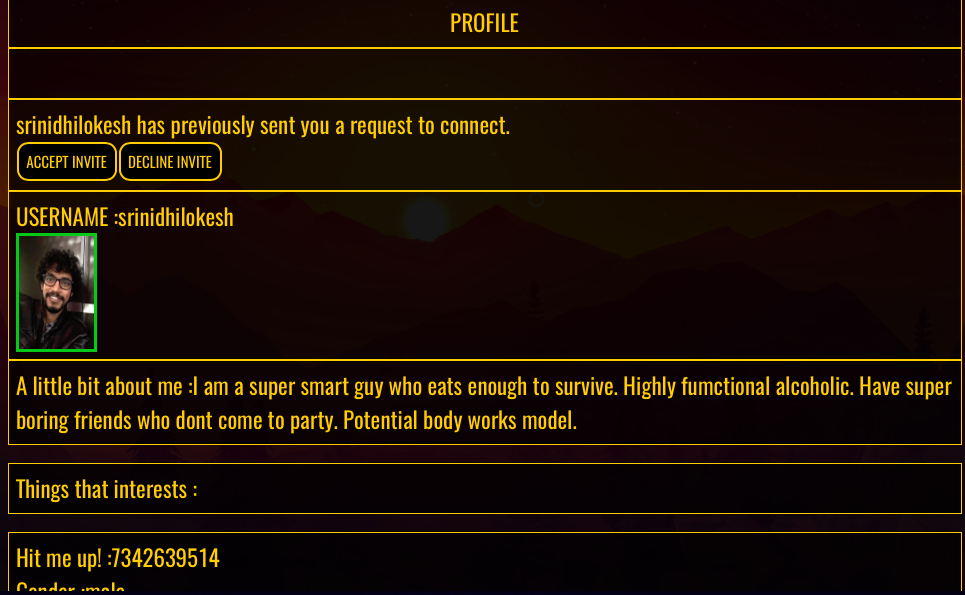 PROFILE
srinidhilokesh has previously sent you a request to connect.
ACCEPT INVITE DECLINE INVITE
USERNAME :srinidhilokesh
A little bit about me :I am a super smart guy who eats enough to survive. Highly fumctional alcoholic. Have super
boring friends who dont come to party. Potential body works model.
Things that interests :
Hit me up! :7342639514
Gender :male